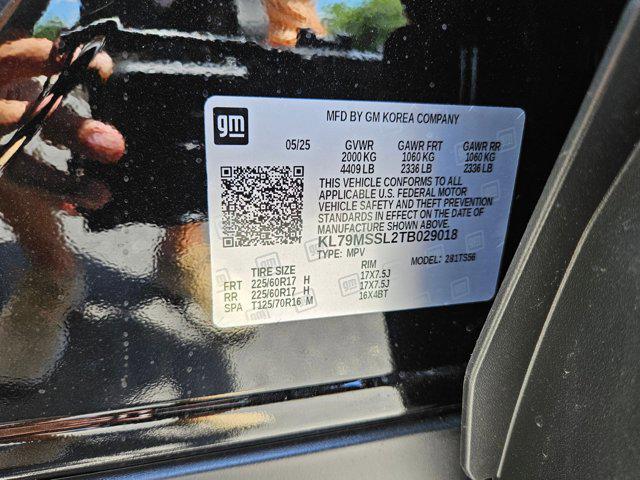 gm
MFD BY GM KOREA COMPANY
05/25 GVWR GAWR FRT GAWR RR
2000 KG 1060 KG 1060 KG
4409 LB 2336 LB 2336 LB
THIS VEHICLE CONFORMS TO ALL
APPLICABLE U.S. FEDERAL MOTOR
VEHICLE SAFETY AND THEFT PREVENTION
STANDARDS IN EFFECT ON THE DATE OF
MANUFACTURE SHOWN ABOVE.
KL79MSSL2TB029018
TYPE: MPV MODEL: 281TS56
TIRE SIZE RIM
FRT 225/60R17 H 17X7.5J
RR 225/60R17 H 17X7.5J
SPA T125/70R16 M 16X4BT